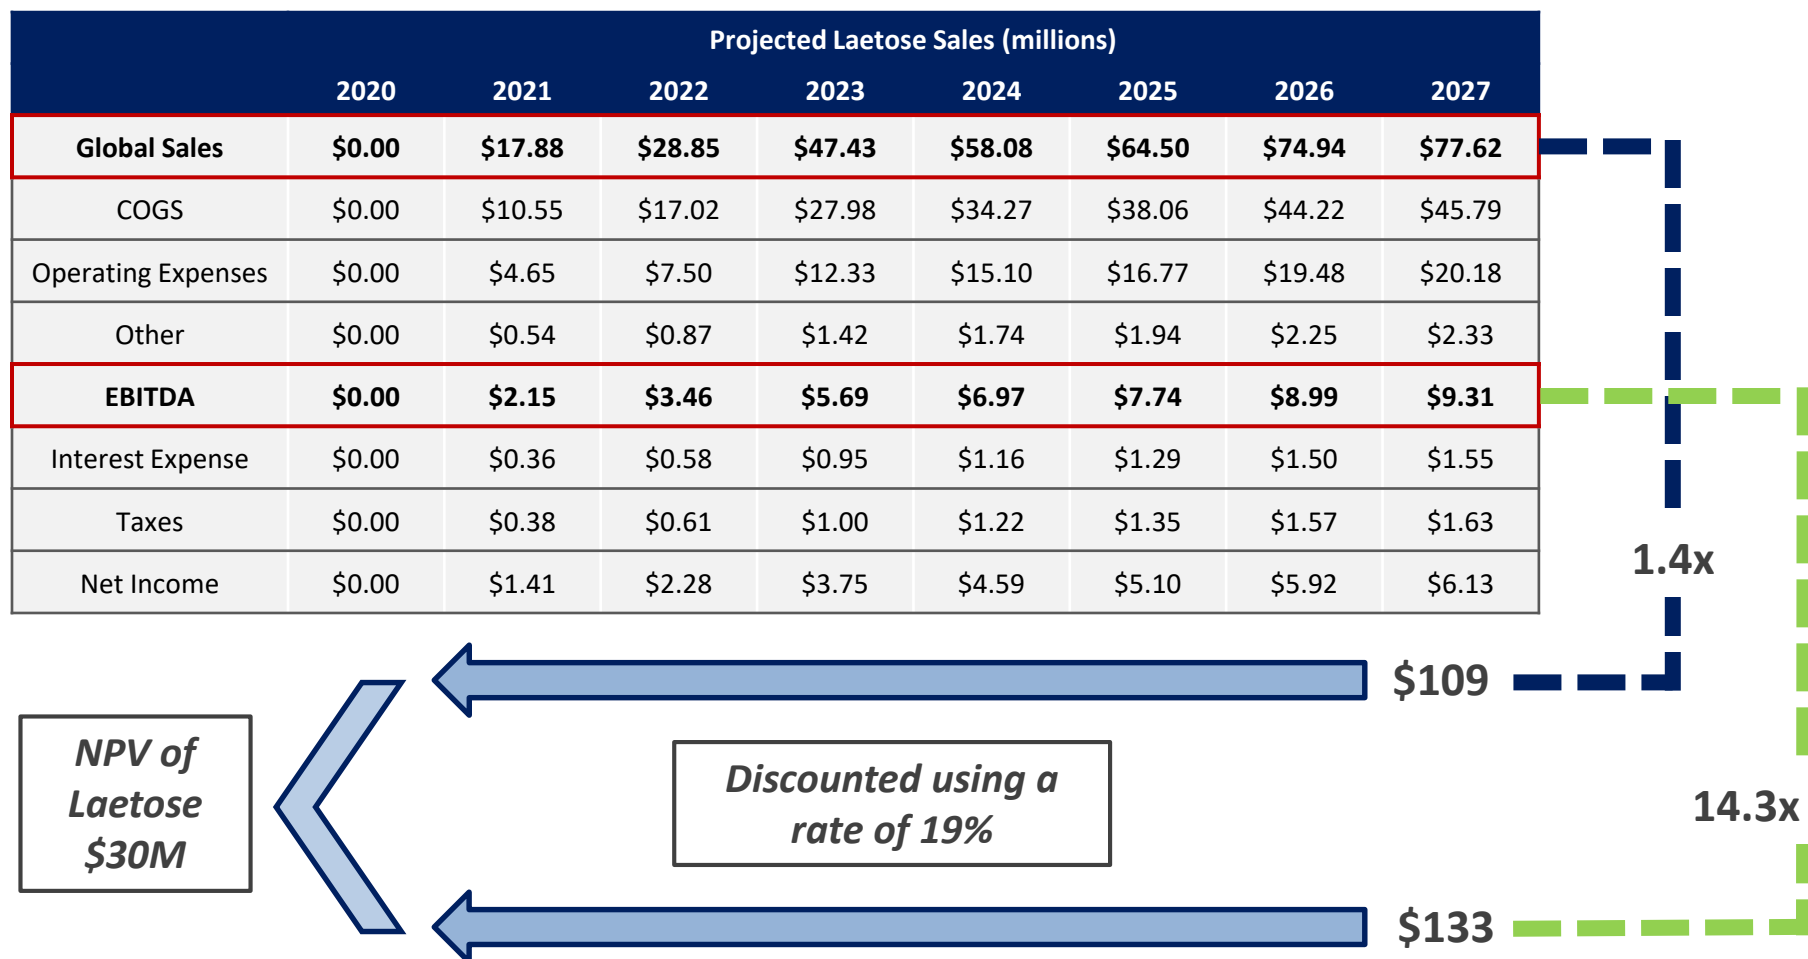 Projected Laetose Sales (millions)
2020 2021 2022 2023 2024 2025 2026 2027
Global Sales $0.00 $17.88 $28.85 $47.43 $58.08 $64.50 $74.94 $77.62
COGS $0.00 $10.55 $17.02 $27.98 $34.27 $38.06 $44.22 $45.79
Operating Expenses $0.00 $4.65 $7.50 $12.33 $15.10 $16.77 $19.48 $20.18
Other $0.00 $0.54 $0.87 $1.42 $1.74 $1.94 $2.25 $2.33
EBITDA $0.00 $2.15 $3.46 $5.69 $6.97 $7.74 $8.99 $9.31
Interest Expense $0.00 $0.36 $0.58 $0.95 $1.16 $1.29 $1.50 $1.55
Taxes $0.00 $0.38 $0.61 $1.00 $1.22 $1.35 $1.57 $1.63
Net Income $0.00 $1.41 $2.28 $3.75 $4.59 $5.10 $5.92 $6.13
1.4x
$109
NPV of
Laetose
$30M
Discounted using a
rate of 19%
14.3x
$133